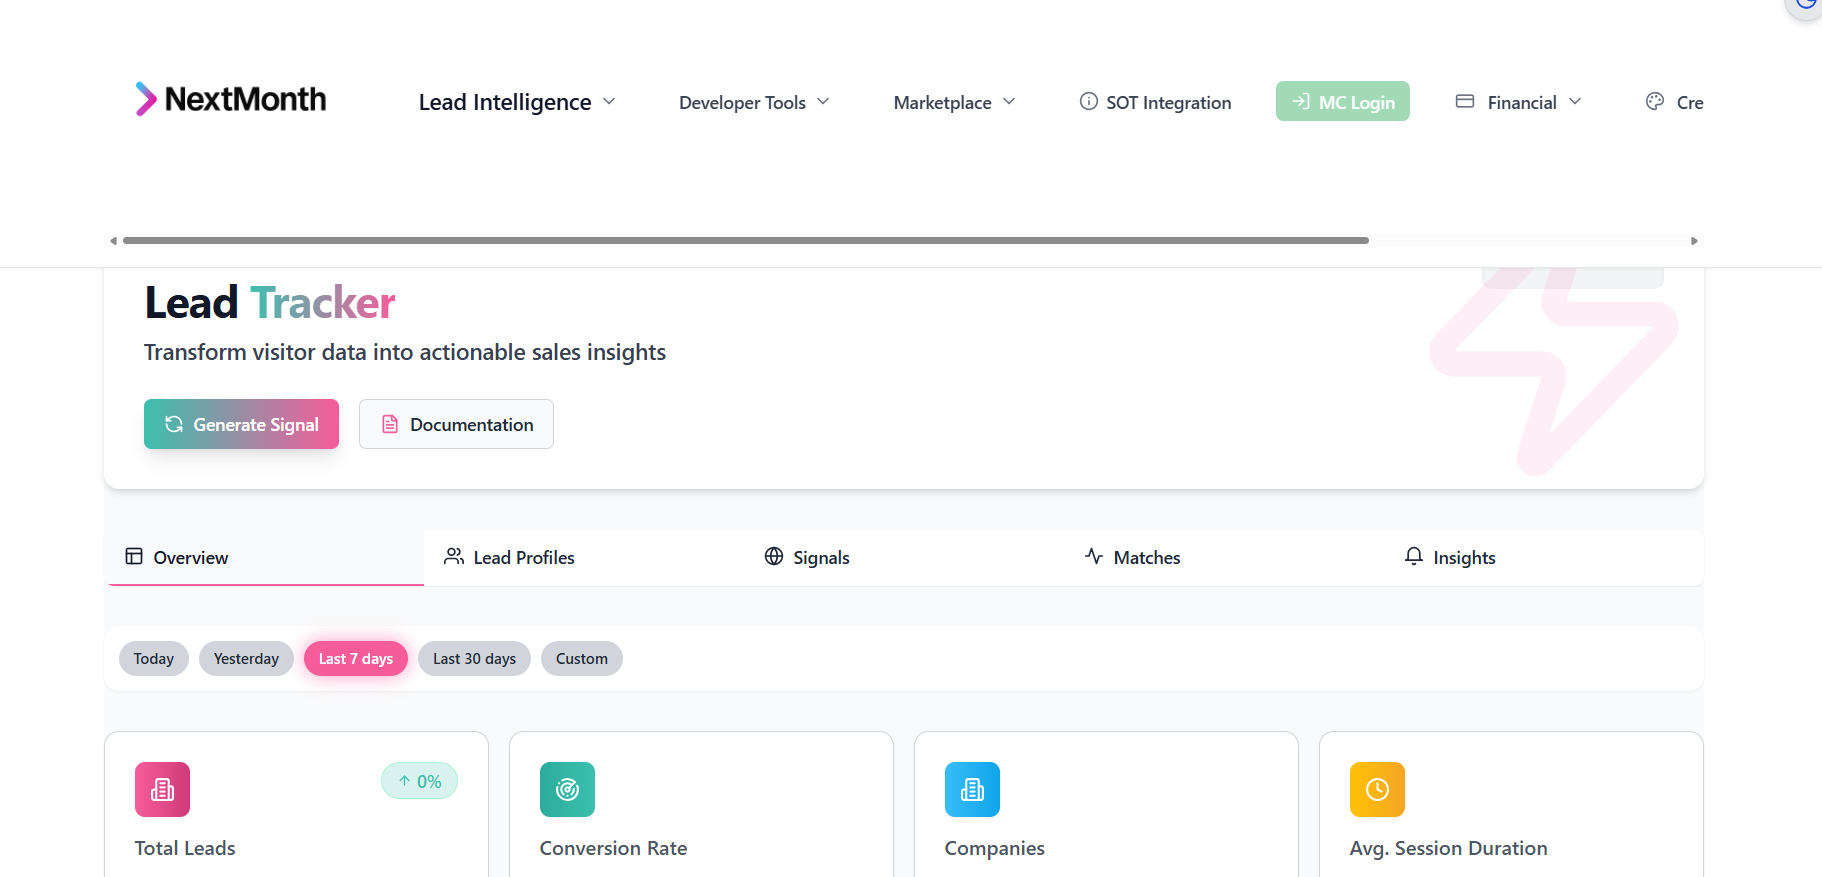 NextMonth
Lead Intelligence
Developer Tools
Marketplace
SOT Integration
MC Login
Financial
Cre
Lead Tracker
Transform visitor data into actionable sales insights
Generate Signal
Documentation
Overview
Lead Profiles
Signals
Matches
Insights
Today
Yesterday
Last 7 days
Last 30 days
Custom
0%
Total Leads
Conversion Rate
Companies
Avg. Session Duration